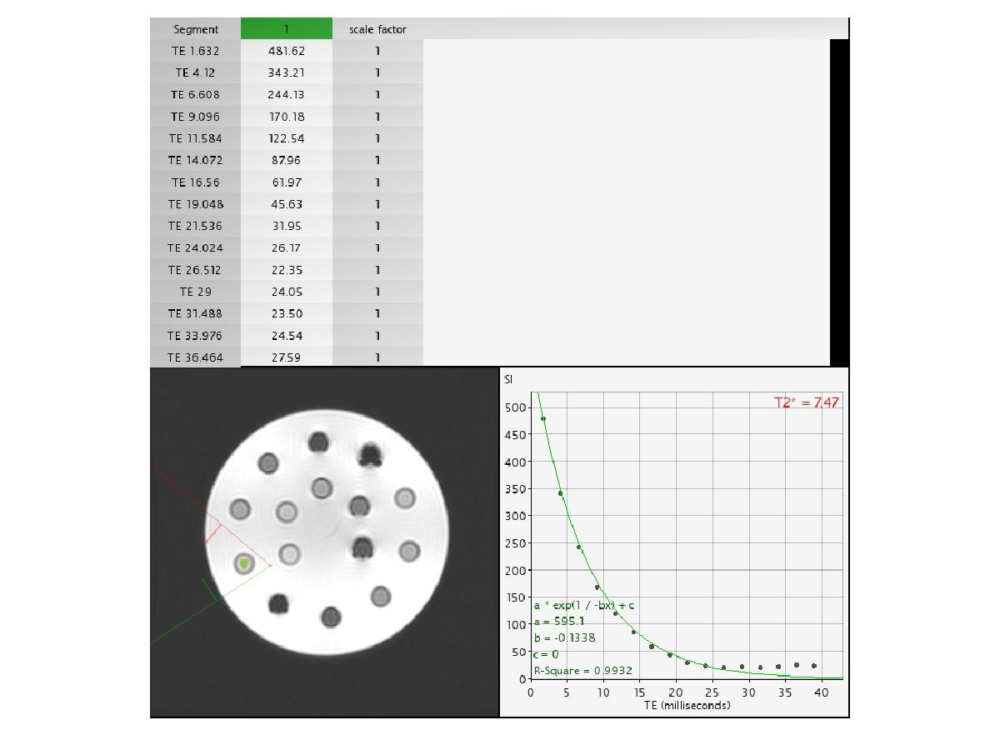 Segment 1 scale factor
TE 1.632 481.62 1
TE 4.12 343.21 1
TE 6.608 244.13 1
TE 9.096 170.18 1
TE 11.584 122.54 1
TE 14.072 87.96 1
TE 16.56 61.97 1
TE 19.048 45.63 1
TE 21.536 31.95 1
TE 24.024 26.17 1
TE 26.512 22.35 1
TE 29 24.05 1
TE 31.488 23.50 1
TE 33.976 24.54 1
TE 36.464 27.59 1
SI
T2* = 7.47
500
450
400
350
300
250
200
150
100
50
0
a * exp(1 / -bx) + c
a = 595.1
b = -0.1338
c = 0
R-Square = 0.9932
0 5 10 15 20 25 30 35 40
TE (milliseconds)